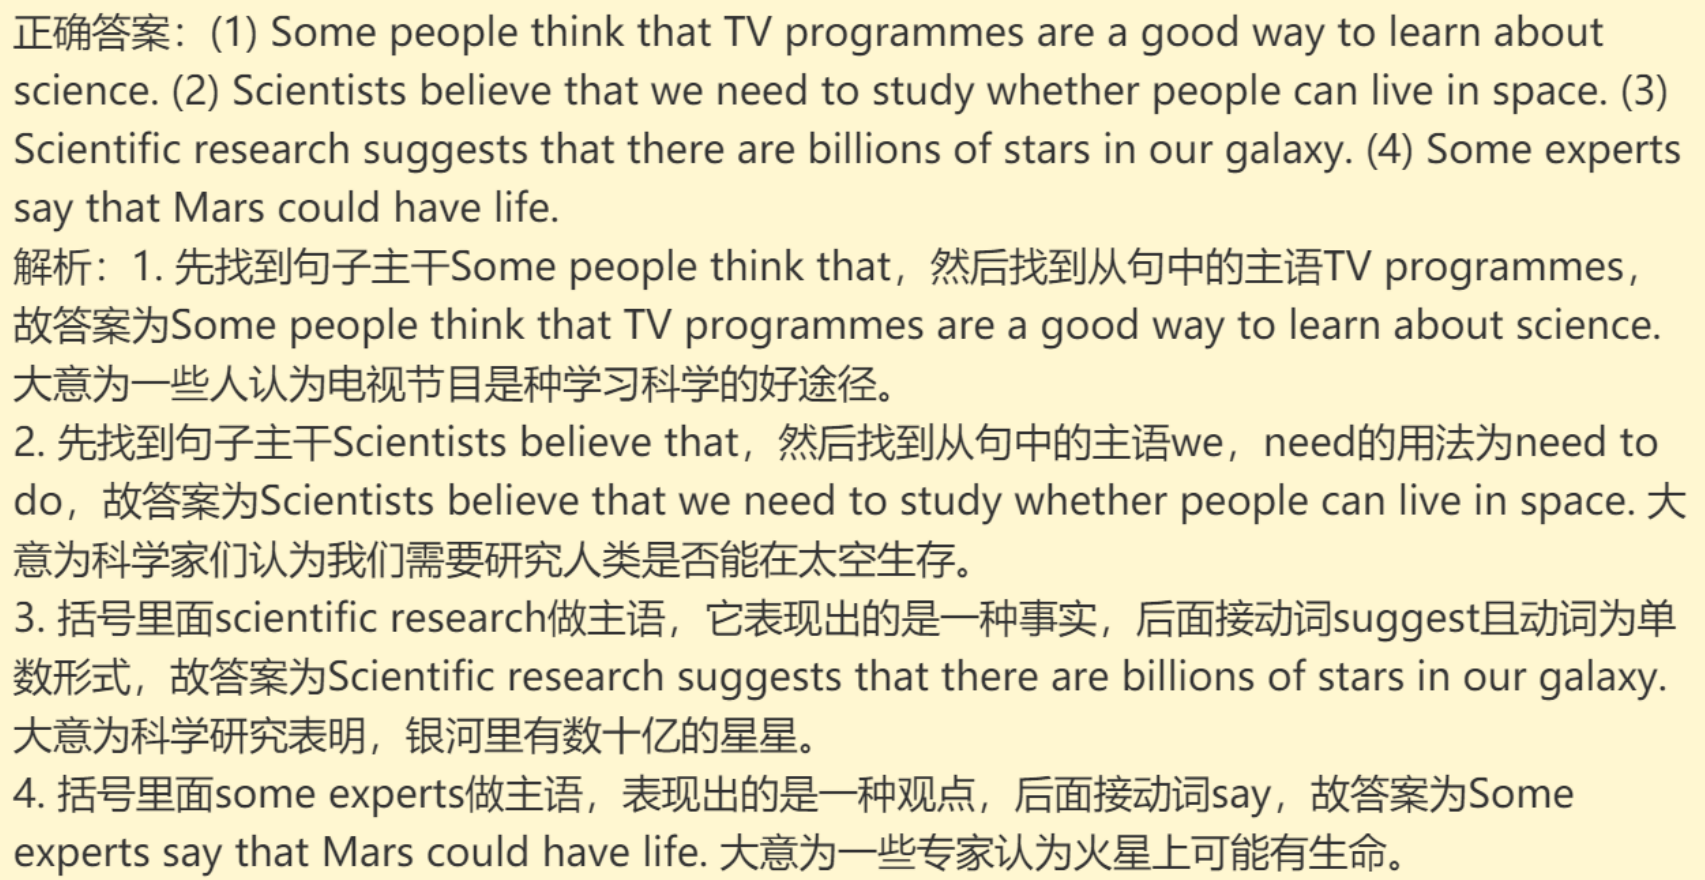 正确答案：(1) Some people think that TV programmes are a good way to learn about
science. (2) Scientists believe that we need to study whether people can live in space. (3)
Scientific research suggests that there are billions of stars in our galaxy. (4) Some experts
say that Mars could have life.
解析：1. 先找到句子主干Some people think that，然后找到从句中的主语TV programmes，
故答案为Some people think that TV programmes are a good way to learn about science.
大意为一些人认为电视节目是种学习科学的好途径。
2. 先找到句子主干Scientists believe that，然后找到从句中的主语we，need的用法为need to
do，故答案为Scientists believe that we need to study whether people can live in space. 大
意为科学家们认为我们需要研究人类是否能在太空生存。
3. 括号里面scientific research做主语，它表现出的是一种事实，后面接动词suggest且动词为单
数形式，故答案为Scientific research suggests that there are billions of stars in our galaxy.
大意为科学研究表明，银河里有数十亿的星星。
4. 括号里面some experts做主语，表现出的是一种观点，后面接动词say，故答案为Some
experts say that Mars could have life. 大意为一些专家认为火星上可能有生命。